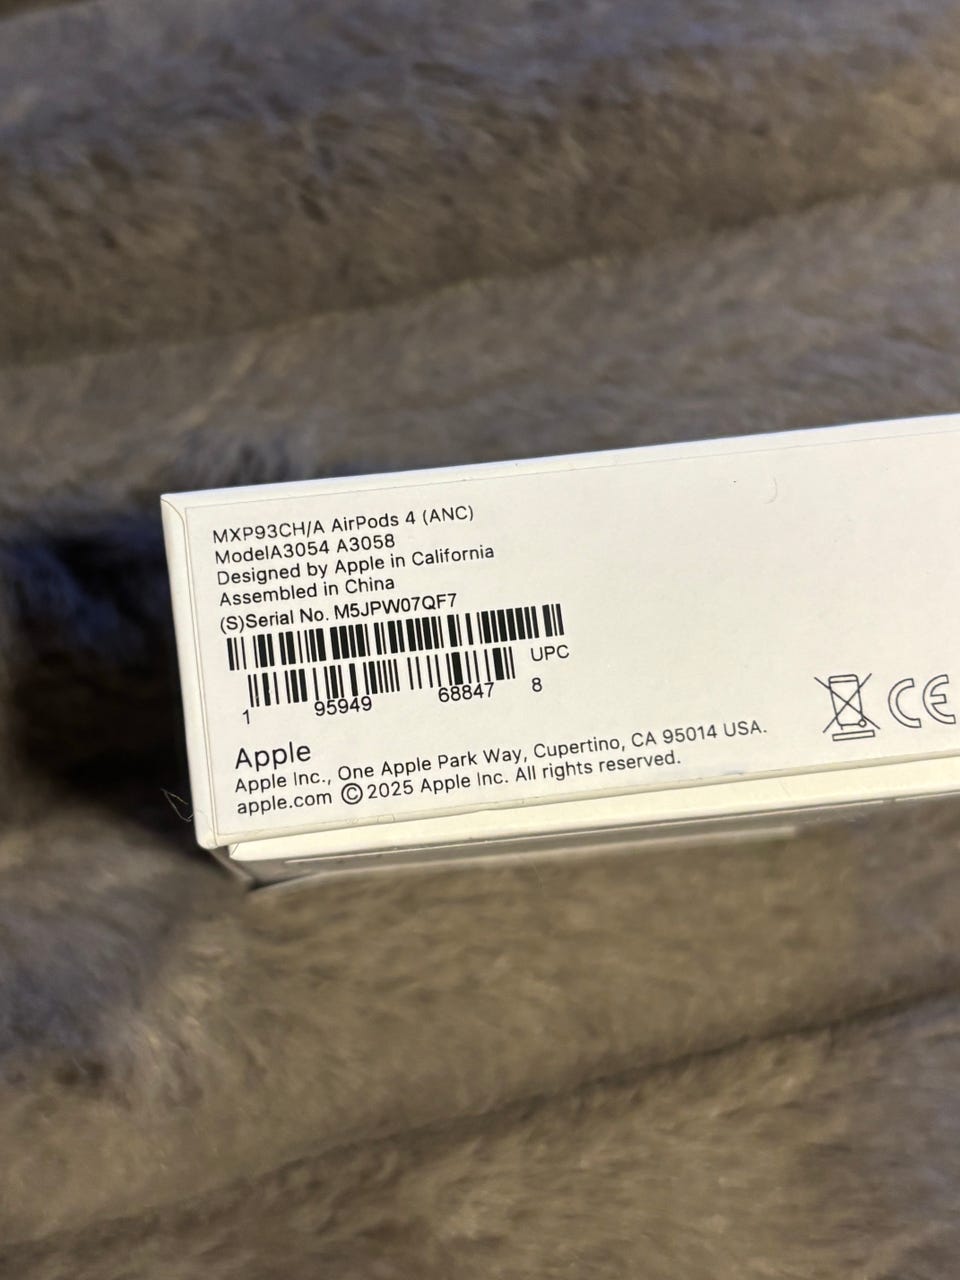 MXP93CH/A AirPods 4 (ANC)
ModelA3054 A3058
Designed by Apple in California
Assembled in China
(S)Serial No. M5JPW07QF7
UPC
1 95949 68847 8
Apple
Apple Inc., One Apple Park Way, Cupertino, CA 95014 USA.
apple.com ©2025 Apple Inc. All rights reserved.
CE